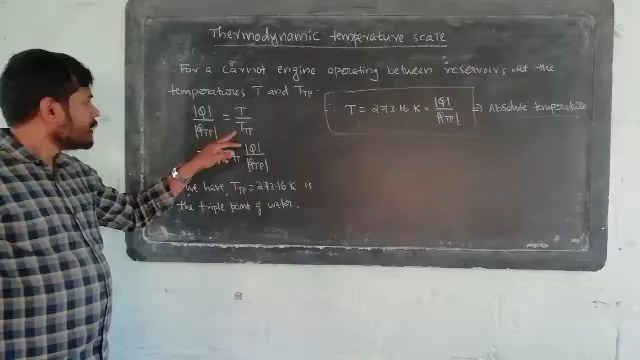 Thermodynamic temperature scale
For a Carnot engine operating between reservoirs at the
temperatures T and T_TP.
|Q| / |Q_TP| = T / T_TP
|Q| / |Q_TP|
we have, T_TP = 273.16 K is
the triple point of water.
∴ T = 273.16 K × |Q| / |Q_TP| ⇒ Absolute temperature